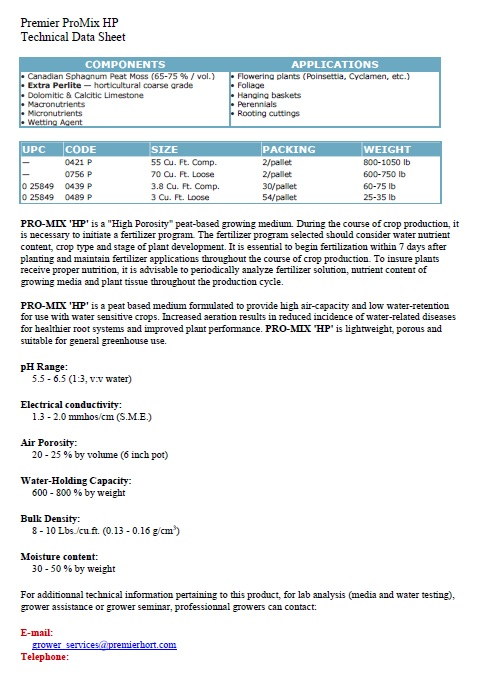 Premier ProMix HP
Technical Data Sheet
COMPONENTS APPLICATIONS
• Canadian Sphagnum Peat Moss (65-75 % / vol.) • Flowering plants (Poinsettia, Cyclamen, etc.)
• Extra Perlite — horticultural coarse grade • Foliage
• Dolomitic & Calcitic Limestone • Hanging baskets
• Macronutrients • Perennials
• Micronutrients • Rooting cuttings
• Wetting Agent
UPC CODE SIZE PACKING WEIGHT
— 0421 P 55 Cu. Ft. Comp. 2/pallet 800-1050 lb
— 0756 P 70 Cu. Ft. Loose 2/pallet 600-750 lb
0 25849 0439 P 3.8 Cu. Ft. Comp. 30/pallet 60-75 lb
0 25849 0489 P 3 Cu. Ft. Loose 54/pallet 25-35 lb
PRO-MIX 'HP' is a "High Porosity" peat-based growing medium. During the course of crop production, it
is necessary to initiate a fertilizer program. The fertilizer program selected should consider water nutrient
content, crop type and stage of plant development. It is essential to begin fertilization within 7 days after
planting and maintain fertilizer applications throughout the course of crop production. To insure plants
receive proper nutrition, it is advisable to periodically analyze fertilizer solution, nutrient content of
growing media and plant tissue throughout the production cycle.
PRO-MIX 'HP' is a peat based medium formulated to provide high air-capacity and low water-retention
for use with water sensitive crops. Increased aeration results in reduced incidence of water-related diseases
for healthier root systems and improved plant performance. PRO-MIX 'HP' is lightweight, porous and
suitable for general greenhouse use.
pH Range:
5.5 - 6.5 (1:3, v:v water)
Electrical conductivity:
1.3 - 2.0 mmhos/cm (S.M.E.)
Air Porosity:
20 - 25 % by volume (6 inch pot)
Water-Holding Capacity:
600 - 800 % by weight
Bulk Density:
8 - 10 Lbs./cu.ft. (0.13 - 0.16 g/cm³)
Moisture content:
30 - 50 % by weight
For additionnal technical information pertaining to this product, for lab analysis (media and water testing),
grower assistance or grower seminar, professionnal growers can contact:
E-mail:
grower_services@premierhort.com
Telephone: